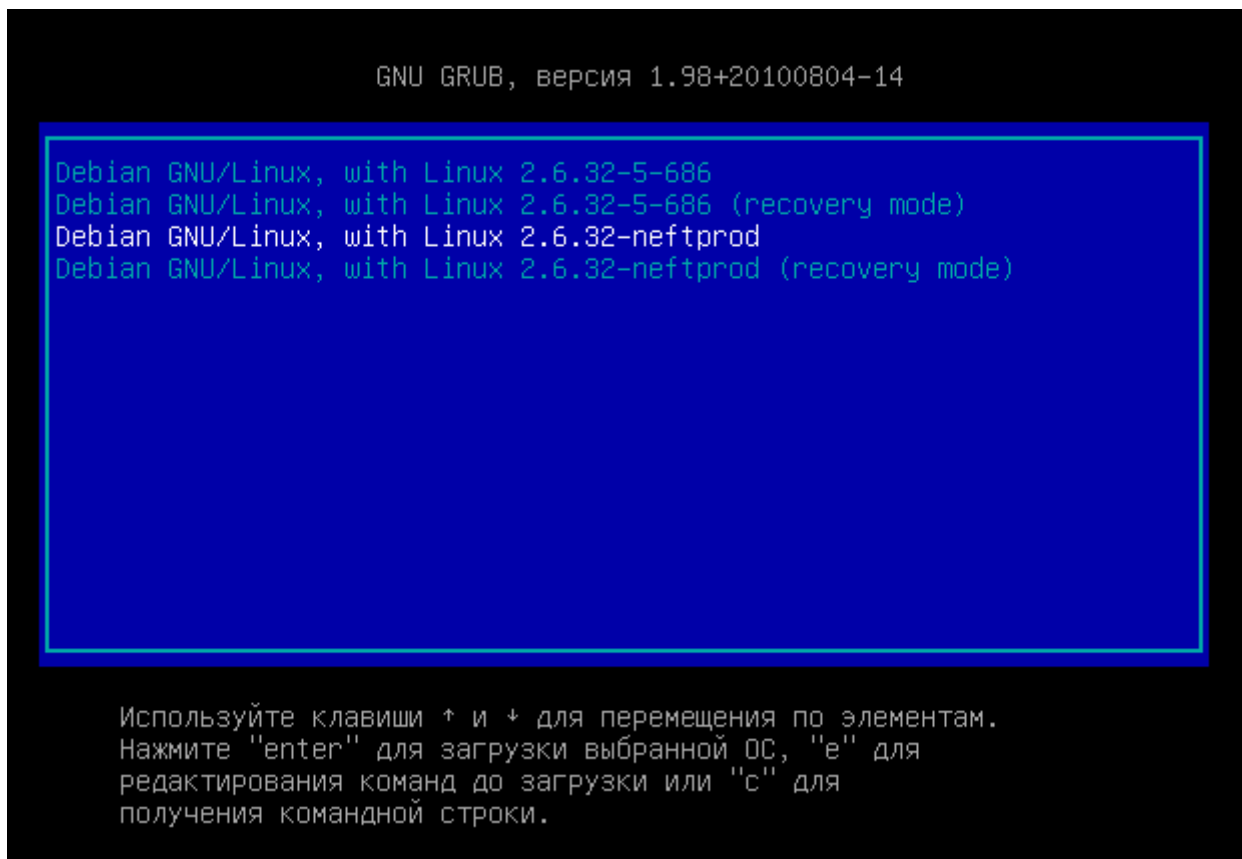 GNU GRUB, версия 1.98+20100804-14
Debian GNU/Linux, with Linux 2.6.32-5-686
Debian GNU/Linux, with Linux 2.6.32-5-686 (recovery mode)
Debian GNU/Linux, with Linux 2.6.32-neftprod
Debian GNU/Linux, with Linux 2.6.32-neftprod (recovery mode)
Используйте клавиши ↑ и ↓ для перемещения по элементам.
Нажмите "enter" для загрузки выбранной ОС, "e" для
редактирования команд до загрузки или "c" для
получения командной строки.